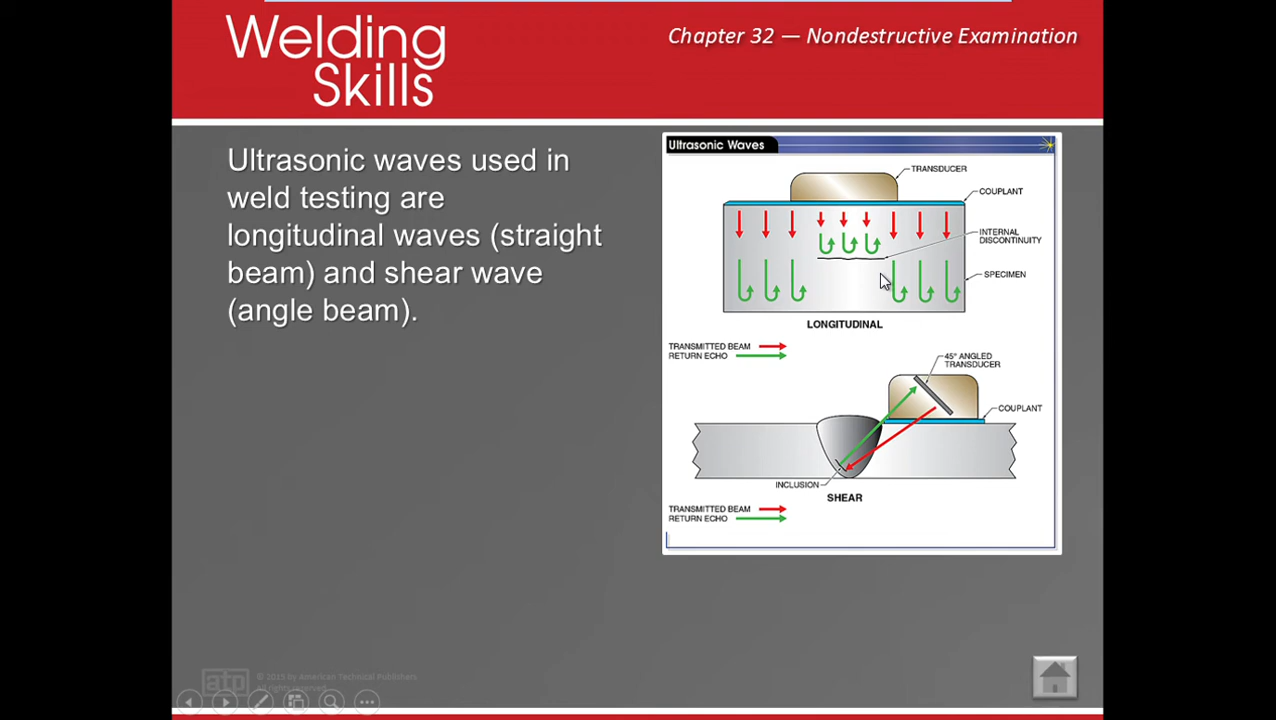 Welding
Skills
Chapter 32 — Nondestructive Examination
Ultrasonic waves used in
weld testing are
longitudinal waves (straight
beam) and shear wave
(angle beam).
Ultrasonic Waves
TRANSDUCER
COUPLANT
INTERNAL
DISCONTINUITY
SPECIMEN
LONGITUDINAL
TRANSMITTED BEAM
RETURN ECHO
45° ANGLED
TRANSDUCER
COUPLANT
INCLUSION
SHEAR
TRANSMITTED BEAM
RETURN ECHO
atp
© 2015 by American Technical Publishers
All rights reserved